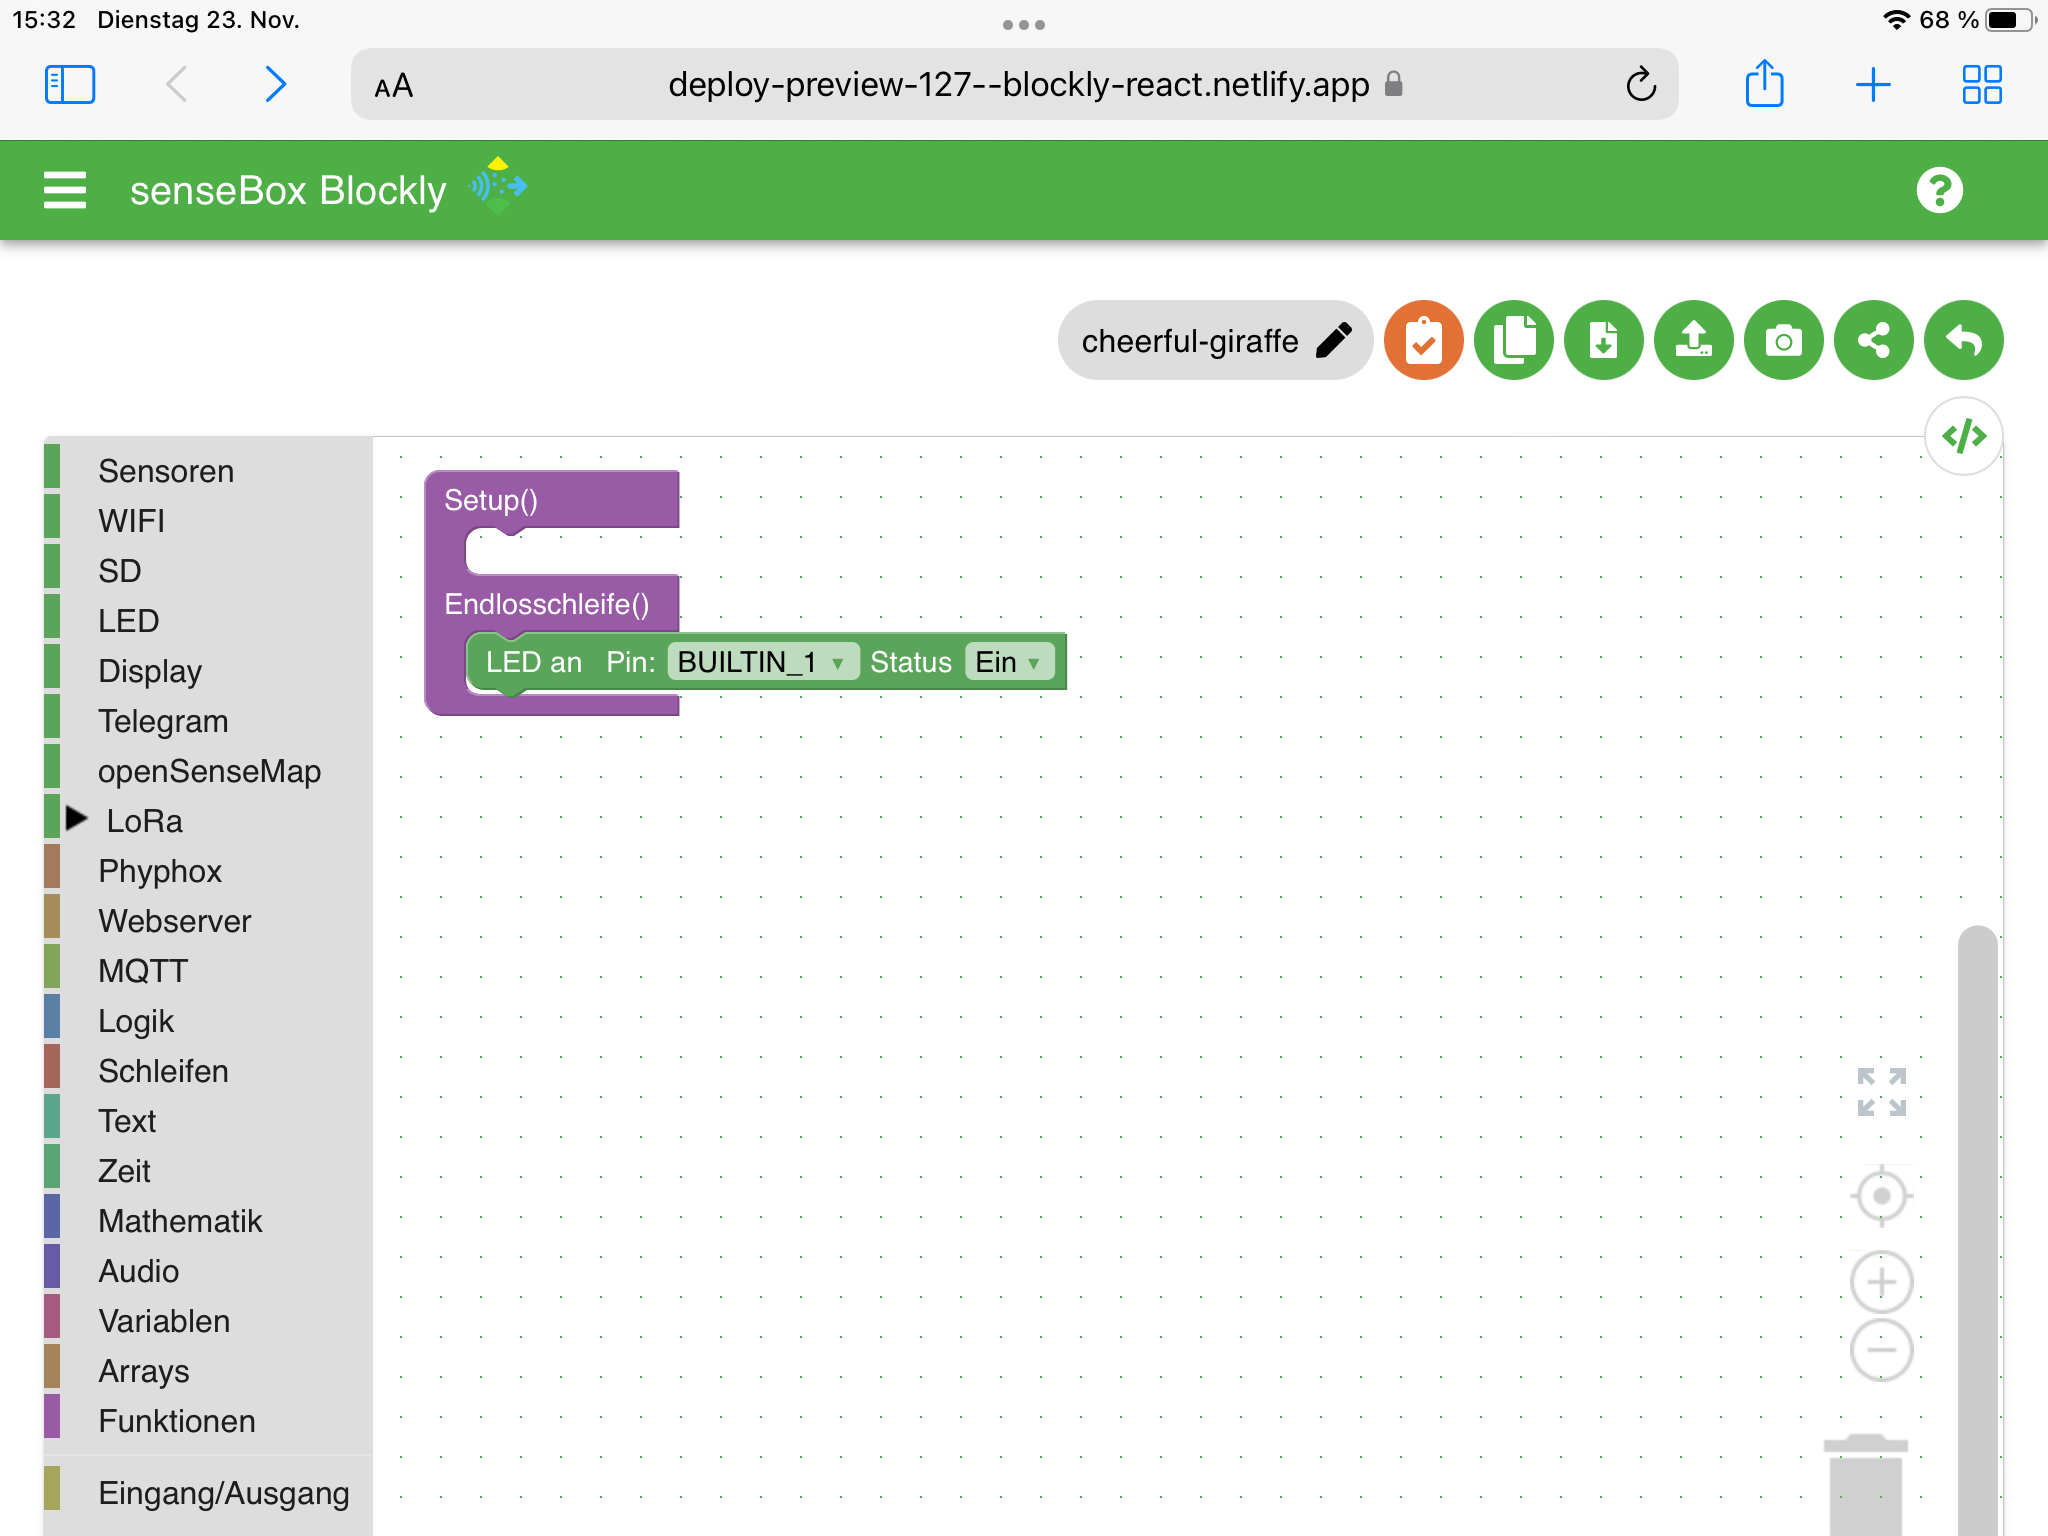 15:32 Dienstag 23. Nov.
68 %
AA
deploy-preview-127--blockly-react.netlify.app
senseBox Blockly
?
cheerful-giraffe
</>
Sensoren
WIFI
SD
LED
Display
Telegram
openSenseMap
LoRa
Phyphox
Webserver
MQTT
Logik
Schleifen
Text
Zeit
Mathematik
Audio
Variablen
Arrays
Funktionen
Eingang/Ausgang
Setup()
Endlosschleife()
LED an Pin: BUILTIN_1 Status Ein